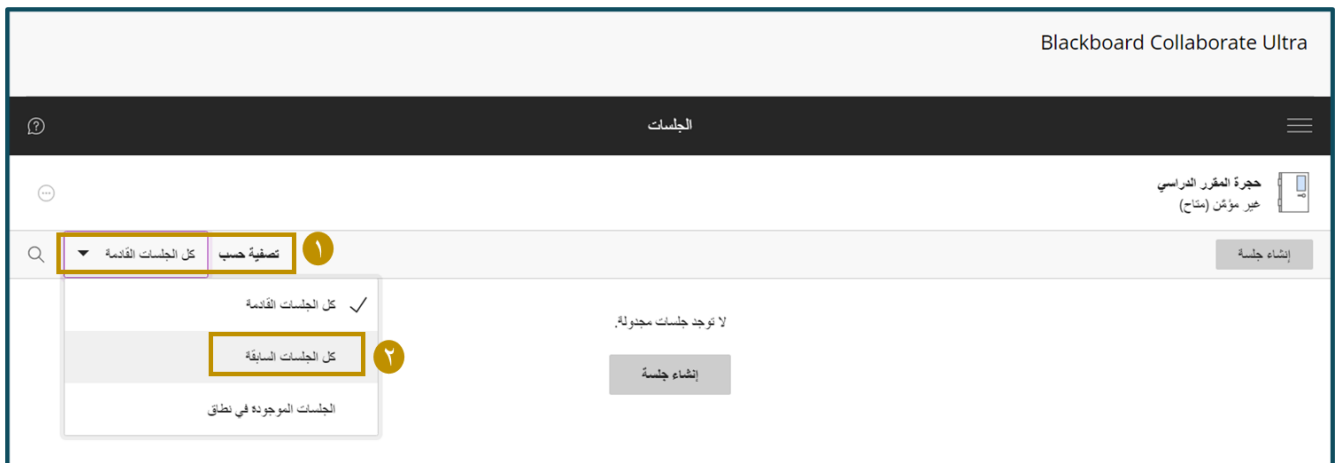 Blackboard Collaborate Ultra
الجلسات
حجرة المقرر الدراسي
غير مؤمّن (متاح)
إنشاء جلسة
تصفية حسب كل الجلسات القادمة ١
كل الجلسات القادمة
كل الجلسات السابقة ٢
الجلسات الموجودة في نطاق
لا توجد جلسات مجدولة.
إنشاء جلسة